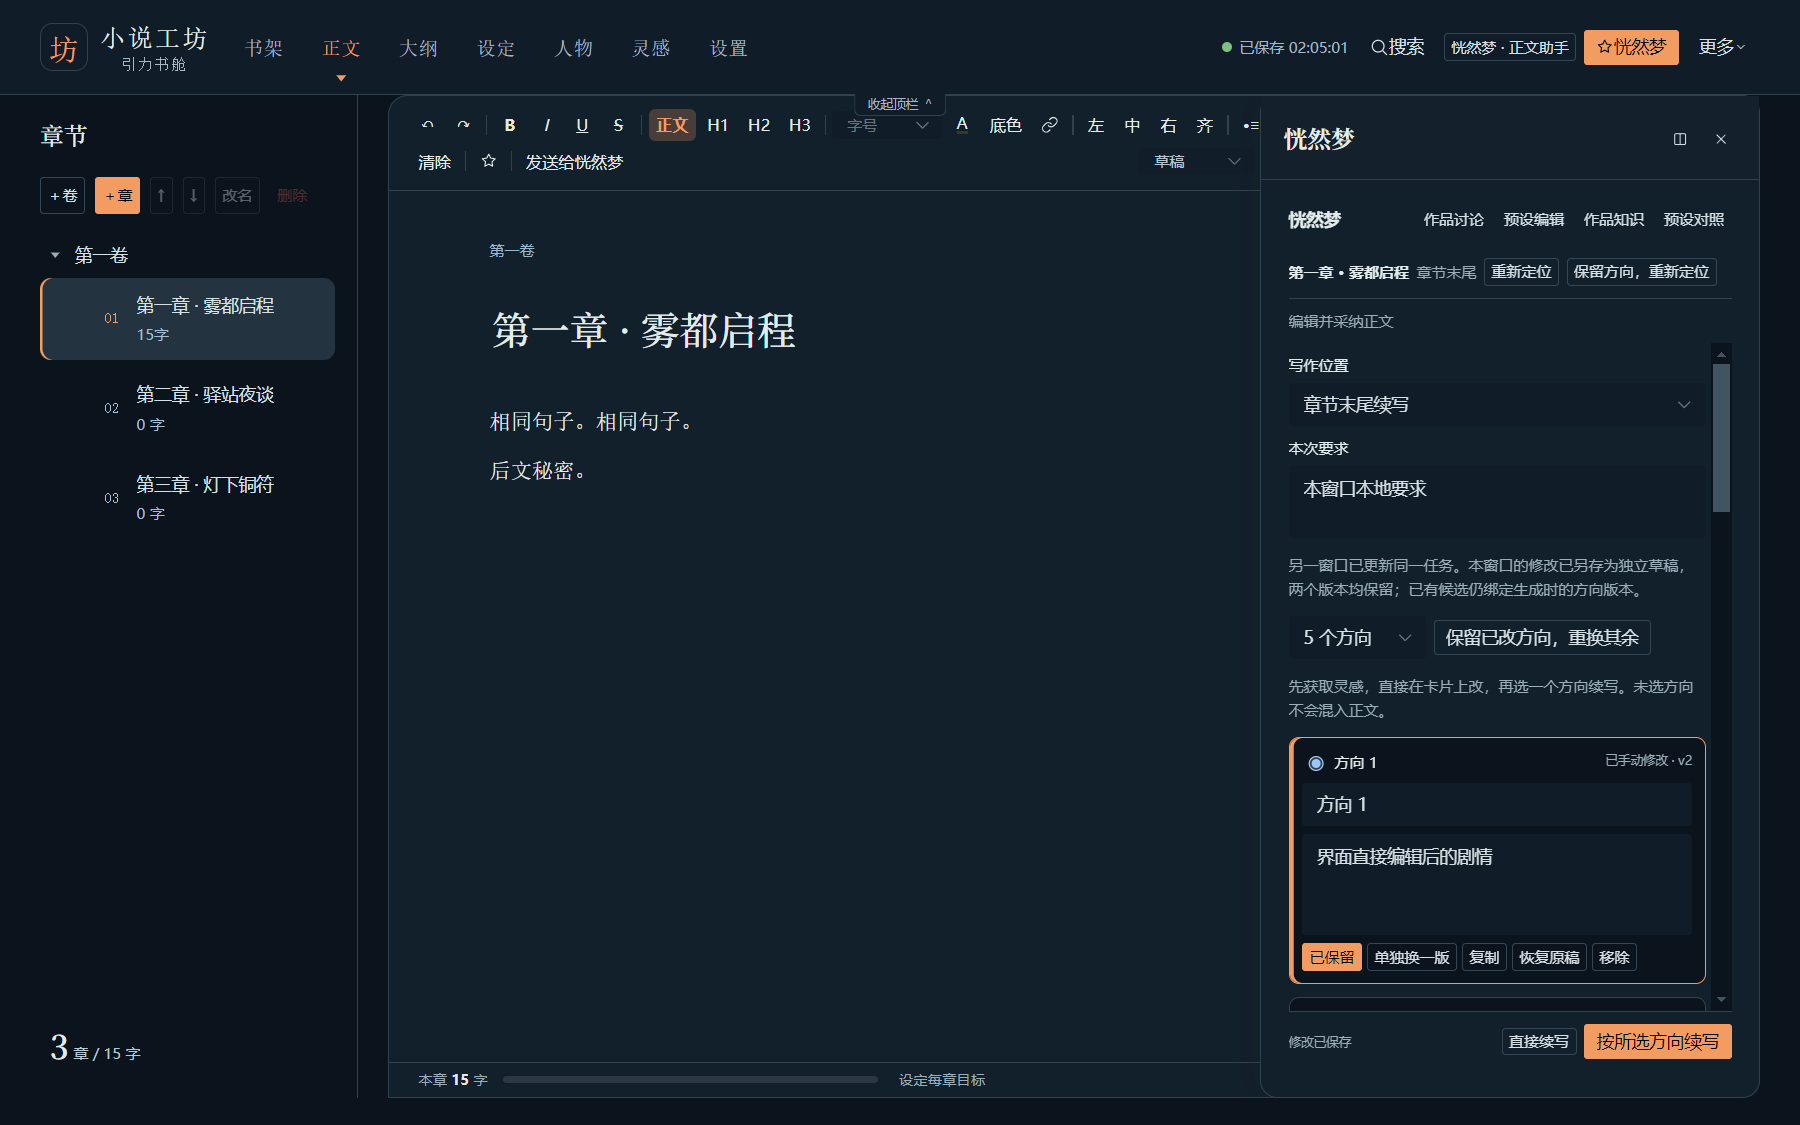 坊
小说工坊
引力书舱
书架 正文 大纲 设定 人物 灵感 设置
已保存 02:05:01 搜索 恍然梦 · 正文助手 恍然梦 更多
章节
+卷 +章 ↑ ↓ 改名 删除
第一卷
01 第一章 · 雾都启程
15字
02 第二章 · 驿站夜谈
0 字
03 第三章 · 灯下铜符
0 字
3 章 / 15 字
收起顶栏 ^
B I U S 正文 H1 H2 H3 字号 A 底色 左 中 右 齐
清除 发送给恍然梦 草稿
第一卷
第一章 · 雾都启程
相同句子。相同句子。
后文秘密。
本章 15 字 设定每章目标
恍然梦
恍然梦 作品讨论 预设编辑 作品知识 预设对照
第一章 • 雾都启程 章节末尾 重新定位 保留方向，重新定位
编辑并采纳正文
写作位置
章节末尾续写
本次要求
本窗口本地要求
另一窗口已更新同一任务。本窗口的修改已另存为独立草稿，
两个版本均保留；已有候选仍绑定生成时的方向版本。
5 个方向 保留已改方向，重换其余
先获取灵感，直接在卡片上改，再选一个方向续写。未选方向
不会混入正文。
方向 1 已手动修改 · v2
方向 1
界面直接编辑后的剧情
已保留 单独换一版 复制 恢复原稿 移除
修改已保存 直接续写 按所选方向续写